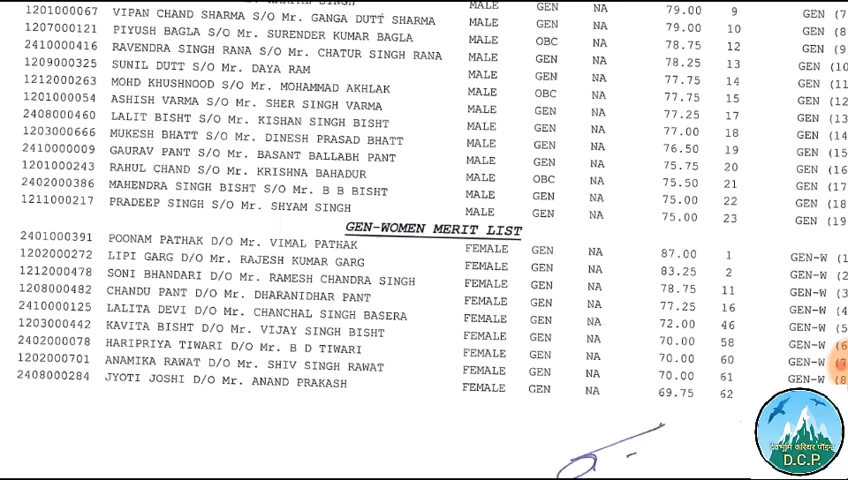 SINGH MALE GEN NA 79.00 9 GEN (7
1201000067 VIPAN CHAND SHARMA S/O Mr. GANGA DUTT SHARMA MALE GEN NA 79.00 10 GEN (8
1207000121 PIYUSH BAGLA S/O Mr. SURENDER KUMAR BAGLA MALE OBC NA 78.75 12 GEN (9
2410000416 RAVENDRA SINGH RANA S/O Mr. CHATUR SINGH RANA MALE GEN NA 78.25 13 GEN (10
1209000325 SUNIL DUTT S/O Mr. DAYA RAM MALE GEN NA 77.75 14 GEN (11
1212000263 MOHD KHUSHNOOD S/O Mr. MOHAMMAD AKHLAK MALE OBC NA 77.75 15 GEN (12
1201000054 ASHISH VARMA S/O Mr. SHER SINGH VARMA MALE GEN NA 77.25 17 GEN (13
2408000460 LALIT BISHT S/O Mr. KISHAN SINGH BISHT MALE GEN NA 77.00 18 GEN (14
1203000666 MUKESH BHATT S/O Mr. DINESH PRASAD BHATT MALE GEN NA 76.50 19 GEN (15
2410000009 GAURAV PANT S/O Mr. BASANT BALLABH PANT MALE GEN NA 75.75 20 GEN (16
1201000243 RAHUL CHAND S/O Mr. KRISHNA BAHADUR MALE OBC NA 75.50 21 GEN (17
2402000386 MAHENDRA SINGH BISHT S/O Mr. B B BISHT MALE GEN NA 75.00 22 GEN (18
1211000217 PRADEEP SINGH S/O Mr. SHYAM SINGH MALE GEN NA 75.00 23 GEN (19
GEN-WOMEN MERIT LIST
2401000391 POONAM PATHAK D/O Mr. VIMAL PATHAK FEMALE GEN NA 87.00 1 GEN-W (1
1202000272 LIPI GARG D/O Mr. RAJESH KUMAR GARG FEMALE GEN NA 83.25 2 GEN-W (2
1212000478 SONI BHANDARI D/O Mr. RAMESH CHANDRA SINGH FEMALE GEN NA 78.75 11 GEN-W (3
1208000482 CHANDU PANT D/O Mr. DHARANIDHAR PANT FEMALE GEN NA 77.25 16 GEN-W (4
2410000125 LALITA DEVI D/O Mr. CHANCHAL SINGH BASERA FEMALE GEN NA 72.00 46 GEN-W (5
1203000442 KAVITA BISHT D/O Mr. VIJAY SINGH BISHT FEMALE GEN NA 70.00 58 GEN-W (6
2402000078 HARIPRIYA TIWARI D/O Mr. B D TIWARI FEMALE GEN NA 70.00 60 GEN-W (7
1202000701 ANAMIKA RAWAT D/O Mr. SHIV SINGH RAWAT FEMALE GEN NA 70.00 61 GEN-W (8
2408000284 JYOTI JOSHI D/O Mr. ANAND PRAKASH FEMALE GEN NA 69.75 62
देवभूमि करियर पॉइन्ट
D.C.P.